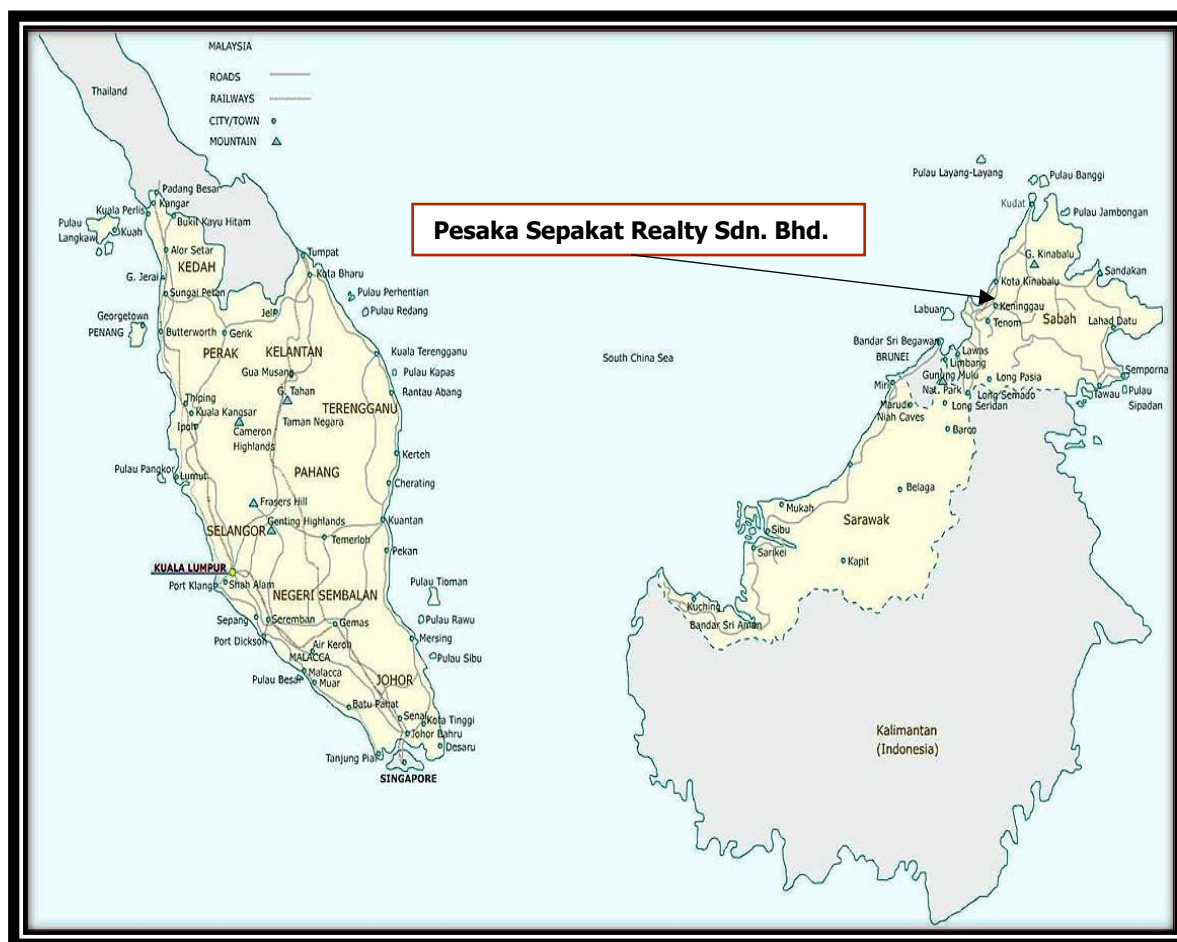 MALAYSIA
ROADS
RAILWAYS
CITY/TOWN
MOUNTAIN
Thailand
Padang Besar
Kangar
Kuala Perlis
Bukit Kayu Hitam
Pulau
Langkaw
Kuah
Alor Setar
KEDAH
G. Jerai
Sungai Petan
Georgetown
PENANG
Butterworth
Gerik
Jel
Tumpat
Kota Bharu
Pulau Perhentian
Pulau Redang
PERAK
KELANTAN
Gua Musang
Kuala Terengganu
Pulau Kapas
G. Tahan
Rantau Abang
TERENGGANU
Taman Negara
Thiping
Kuala Kangsar
Ipoh
Cameron
Highlands
Kerteh
PAHANG
Pulau Pangkor
Lumut
Cherating
Frasers Hill
Genting Highlands
SELANGOR
Kuantan
Temerloh
Pekan
KUALA LUMPUR
Port Klang
Shah Alam
Pulau Tioman
NEGERI SEMBALAN
Sepang
Seremban
Gemas
Pulau Rawu
Port Dickson
Mersing
Air Keroh
MALACCA
Pulau Sibu
Malacca
Pulau Besar
Muar
JOHOR
Batu Pahat
Senai
Kota Tinggi
Johor Bahru
Desaru
Tanjung Piai
SINGAPORE
Pesaka Sepakat Realty Sdn. Bhd.
South China Sea
Pulau Layang-Layang
Pulau Banggi
Kudat
Pulau Jambongan
G. Kinabalu
Sandakan
Kota Kinabalu
Keningau
Labuan
Tenom
Sabah
Lahad Datu
Bandar Sri Begawan
BRUNEI
Lawas
Limbang
Gunung Mulu
Nat. Park
Long Pasia
Semporna
Miri
Long Semado
Tawau
Pulau
Sipadan
Marudi
Niah Caves
Long Seridan
Bareo
Belaga
Mukah
Sibu
Sarawak
Sarikei
Kapit
Kuching
Bandar Sri Aman
Kalimantan
(Indonesia)